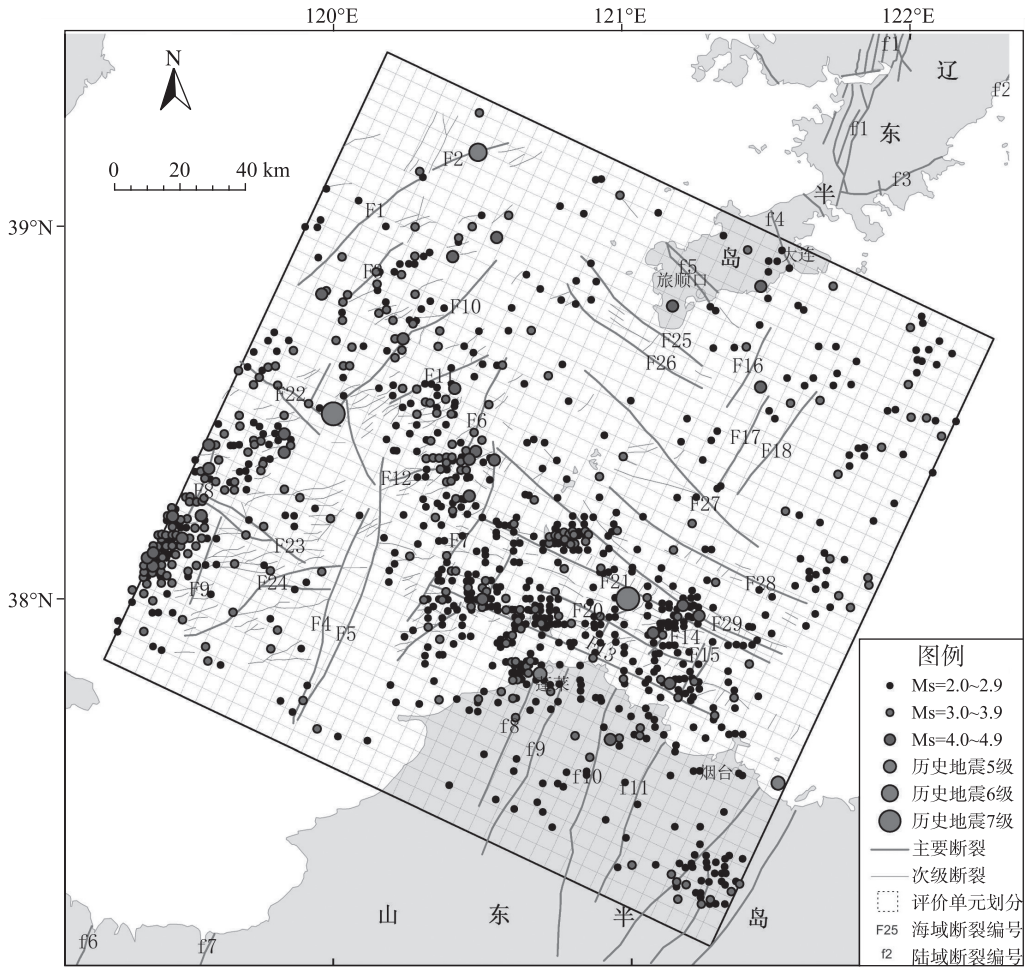 120°E
121°E
122°E
N
0
20
40 km
39°N
38°N
f1
辽
f2
f1
东
f3
半
f4
大连
岛
f5
旅顺口
F2
F1
F3
F10
F25
F26
F16
F11
F22
F6
F17
F18
F12
F8
F27
F7
F23
F9
F24
F21
F28
F4
F5
F20
F29
F14
F15
蓬莱
f8
f9
f10
f11
烟台
山
东
半
岛
f6
f7
图例
Ms=2.0~2.9
Ms=3.0~3.9
Ms=4.0~4.9
历史地震5级
历史地震6级
历史地震7级
主要断裂
次级断裂
评价单元划分
F25 海域断裂编号
f2 陆域断裂编号